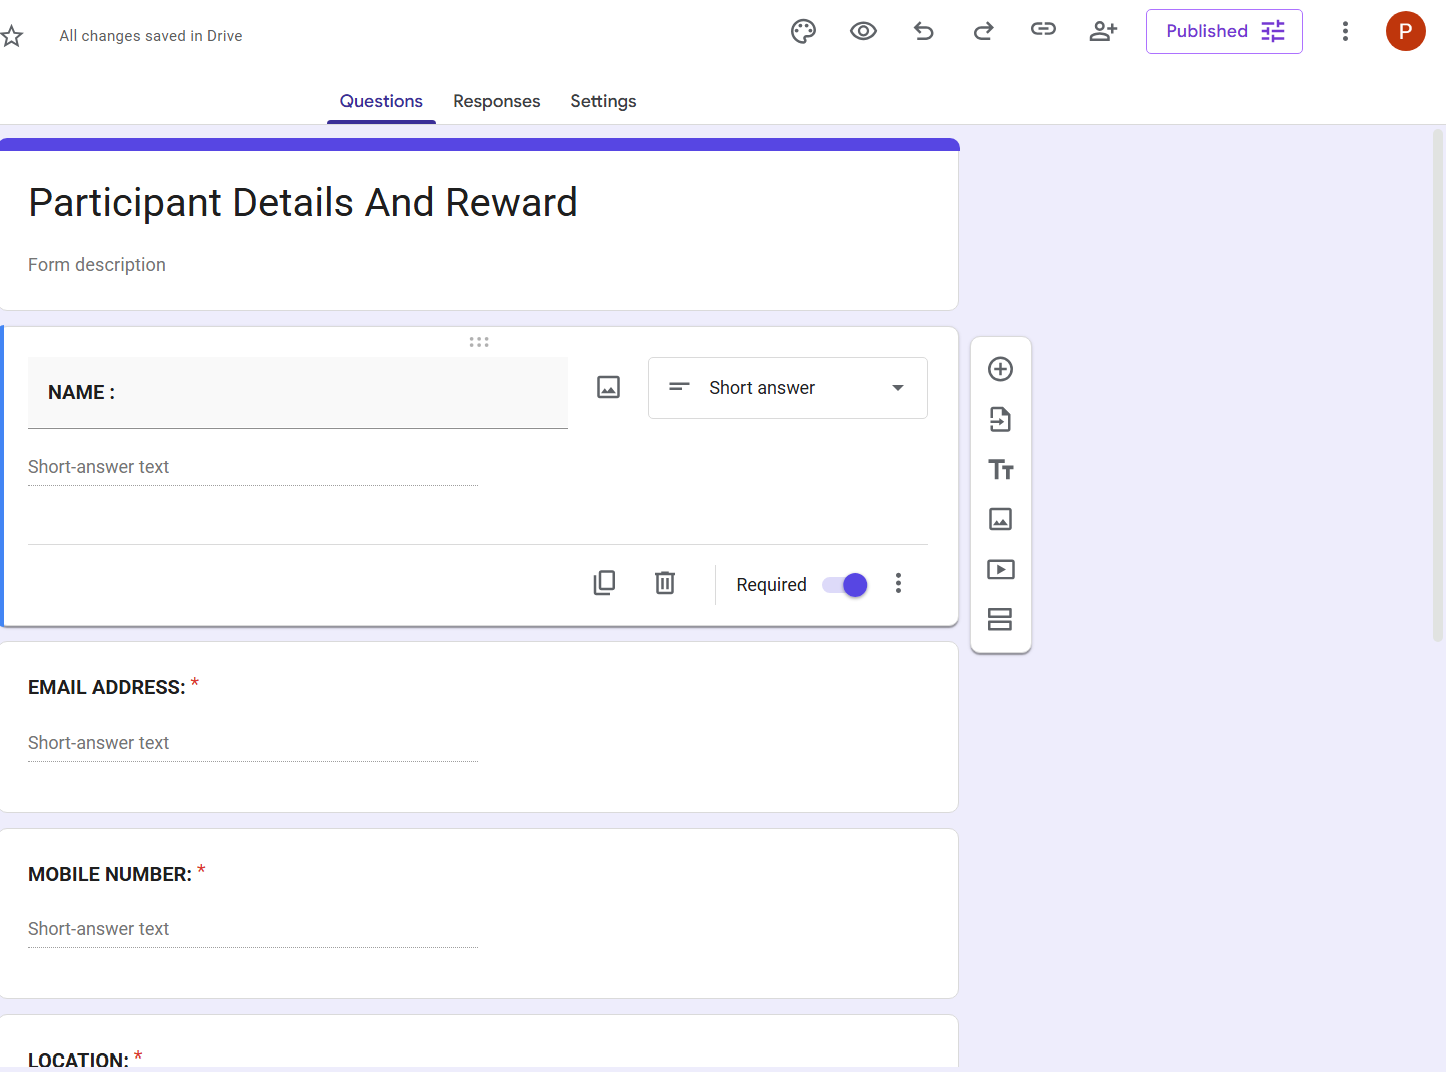 All changes saved in Drive
Published
P
Questions Responses Settings
Participant Details And Reward
Form description
NAME :
Short answer
Short-answer text
Required
EMAIL ADDRESS: *
Short-answer text
MOBILE NUMBER: *
Short-answer text
LOCATION: *